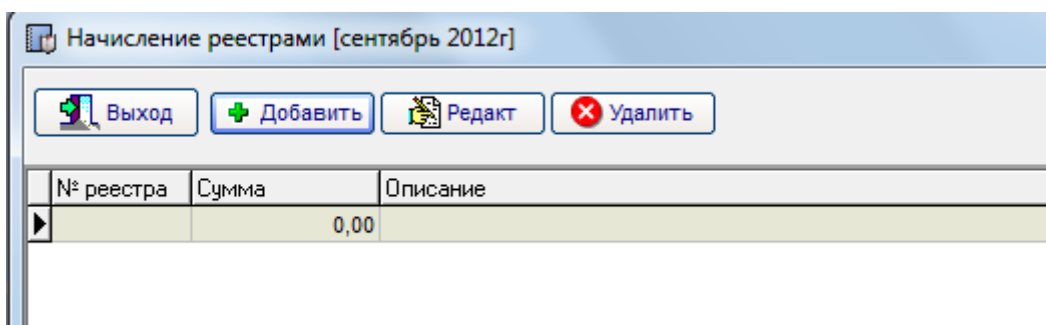 Начисление реестрами [сентябрь 2012г]
Выход Добавить Редакт Удалить
№ реестра Сумма Описание
0,00